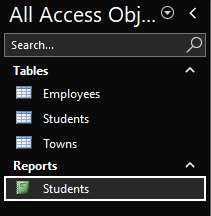 All Access Obj...
Search...
Tables
Employees
Students
Towns
Reports
Students